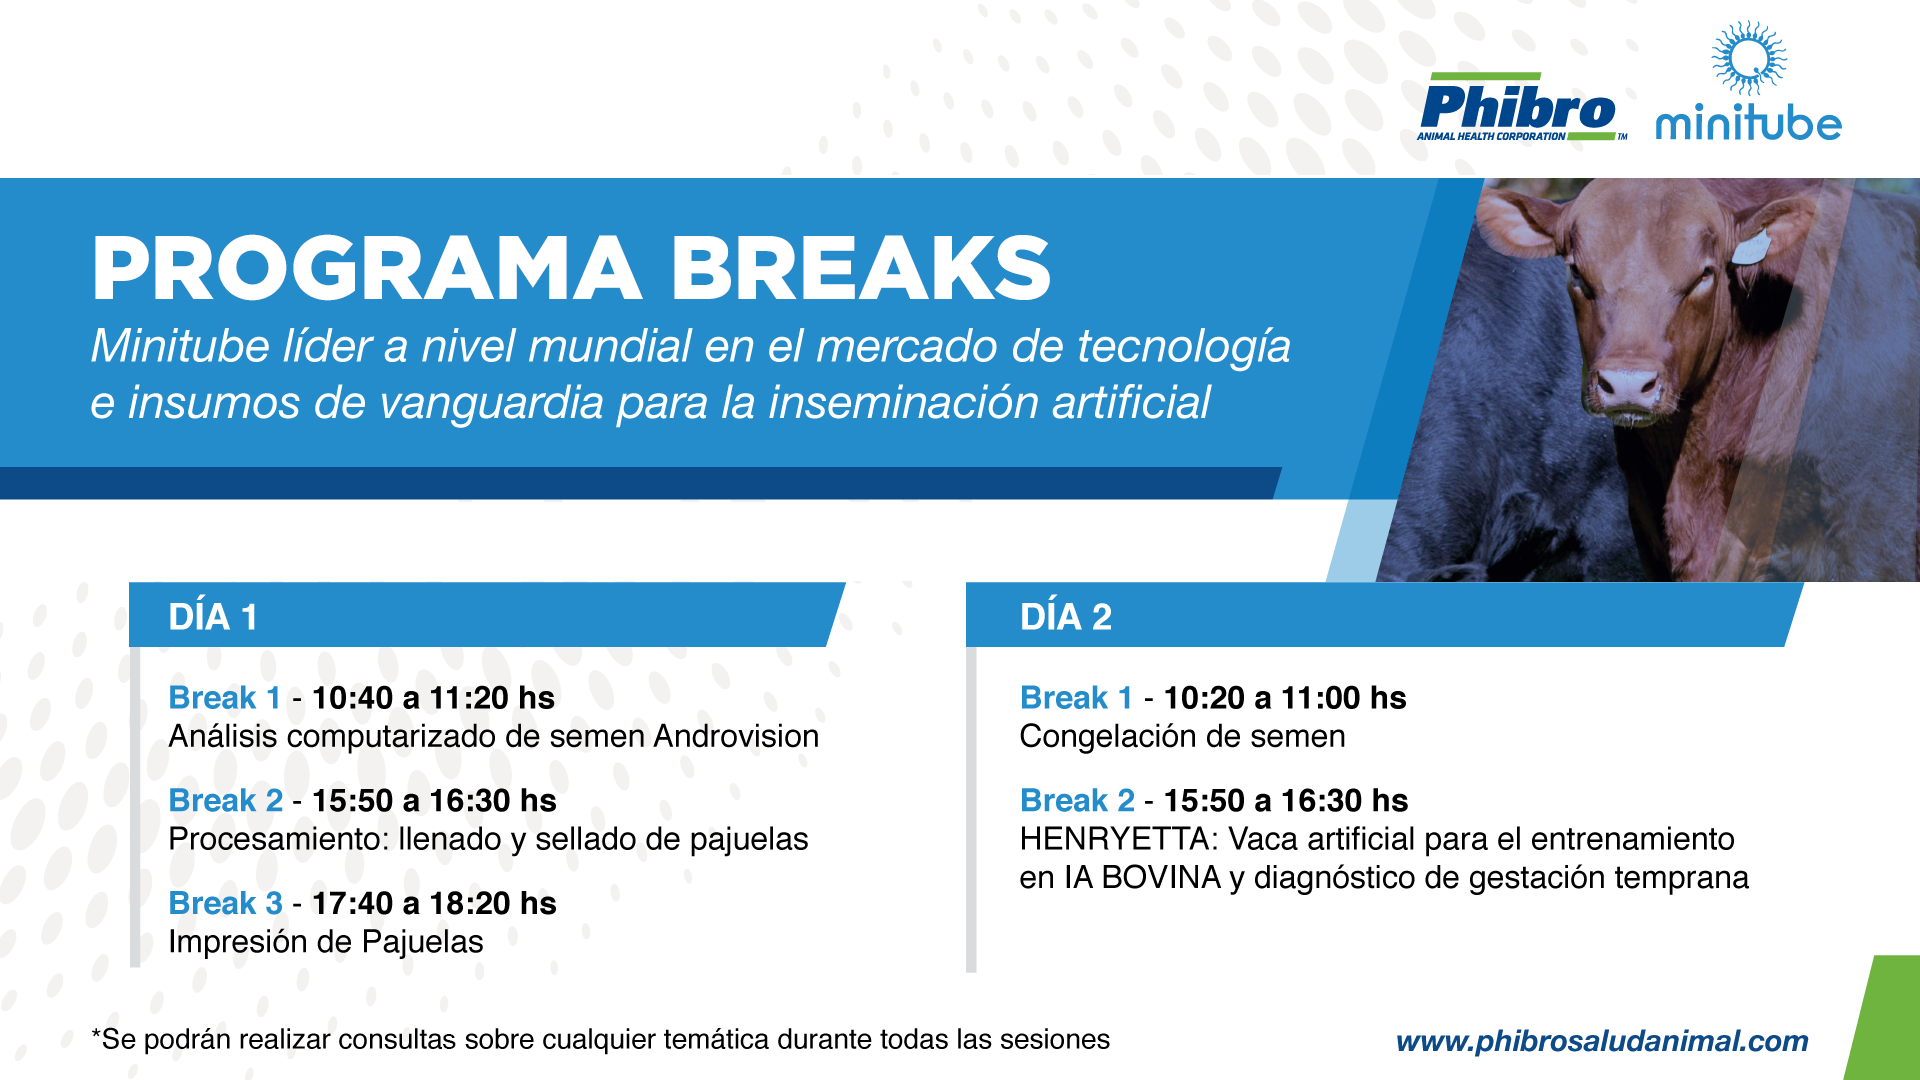 Phibro
ANIMAL HEALTH CORPORATION TM
minitube
PROGRAMA BREAKS
Minitube líder a nivel mundial en el mercado de tecnología
e insumos de vanguardia para la inseminación artificial
DÍA 1
Break 1 - 10:40 a 11:20 hs
Análisis computarizado de semen Androvision
Break 2 - 15:50 a 16:30 hs
Procesamiento: llenado y sellado de pajuelas
Break 3 - 17:40 a 18:20 hs
Impresión de Pajuelas
DÍA 2
Break 1 - 10:20 a 11:00 hs
Congelación de semen
Break 2 - 15:50 a 16:30 hs
HENRYETTA: Vaca artificial para el entrenamiento
en IA BOVINA y diagnóstico de gestación temprana
*Se podrán realizar consultas sobre cualquier temática durante todas las sesiones
www.phibrosaludanimal.com